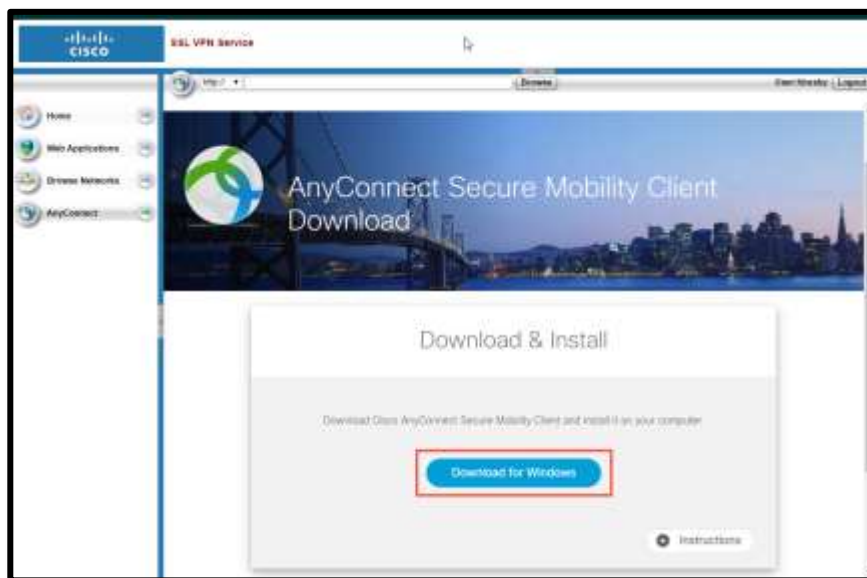 CISCO
SSL VPN Service
http://
Browse
Logout
Home
Web Applications
Browse Networks
AnyConnect
AnyConnect Secure Mobility Client
Download
Download & Install
Download Cisco AnyConnect Secure Mobility Client and install it on your computer.
Download for Windows
Instructions